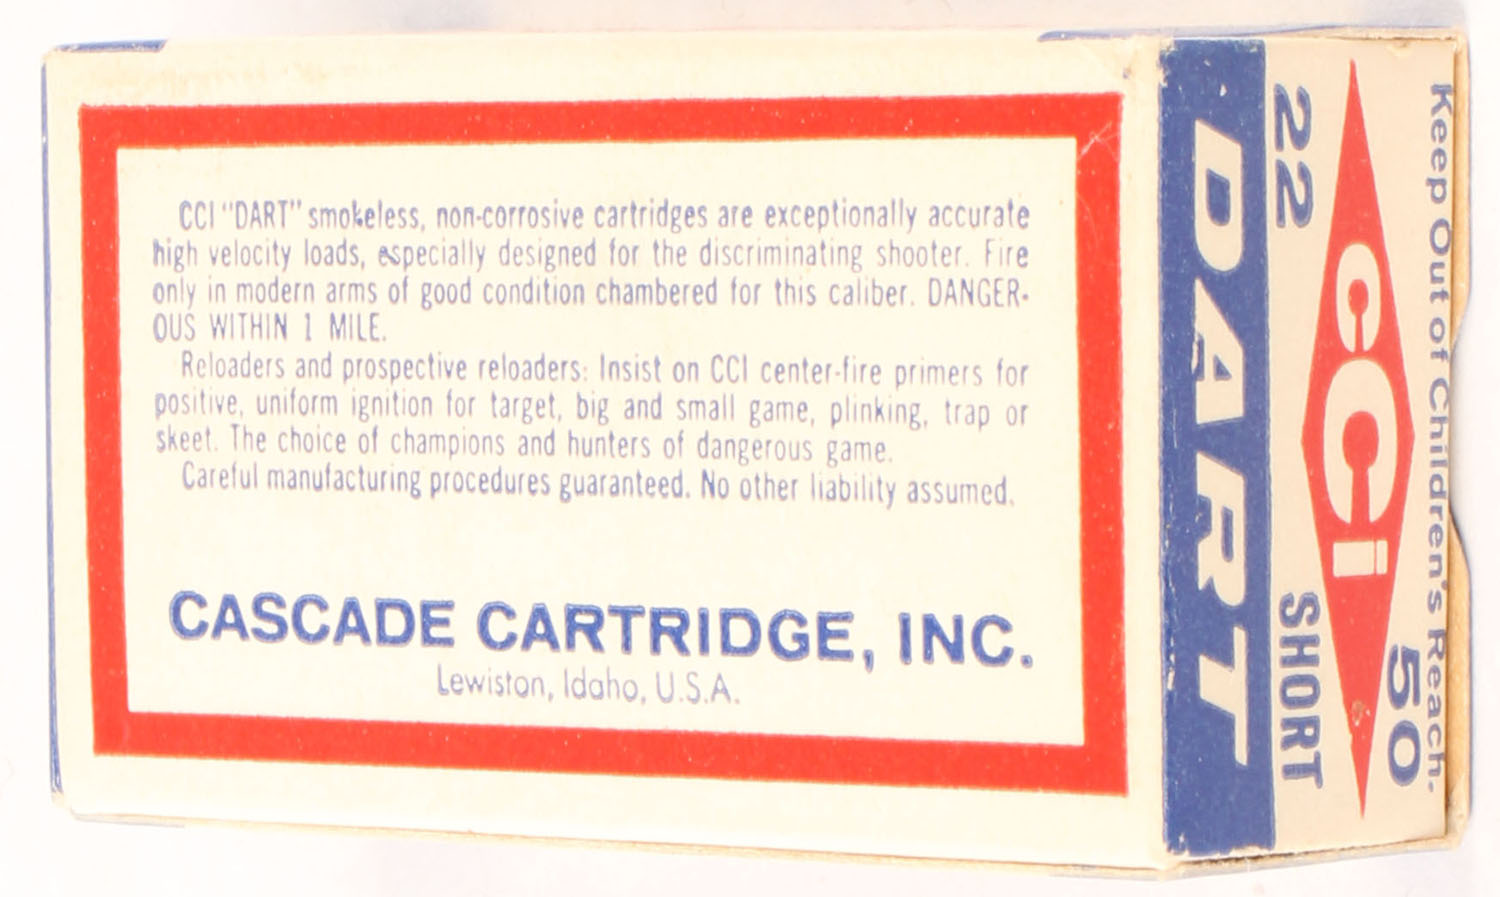 CCI "DART" smokeless, non-corrosive cartridges are exceptionally accurate
high velocity loads, especially designed for the discriminating shooter. Fire
only in modern arms of good condition chambered for this caliber. DANGER-
OUS WITHIN 1 MILE.
Reloaders and prospective reloaders: Insist on CCI center-fire primers for
positive, uniform ignition for target, big and small game, plinking, trap or
skeet. The choice of champions and hunters of dangerous game.
Careful manufacturing procedures guaranteed. No other liability assumed.
CASCADE CARTRIDGE, INC.
Lewiston, Idaho, U.S.A.
Keep Out of Children's Reach.
50
CCI
22 SHORT
DART